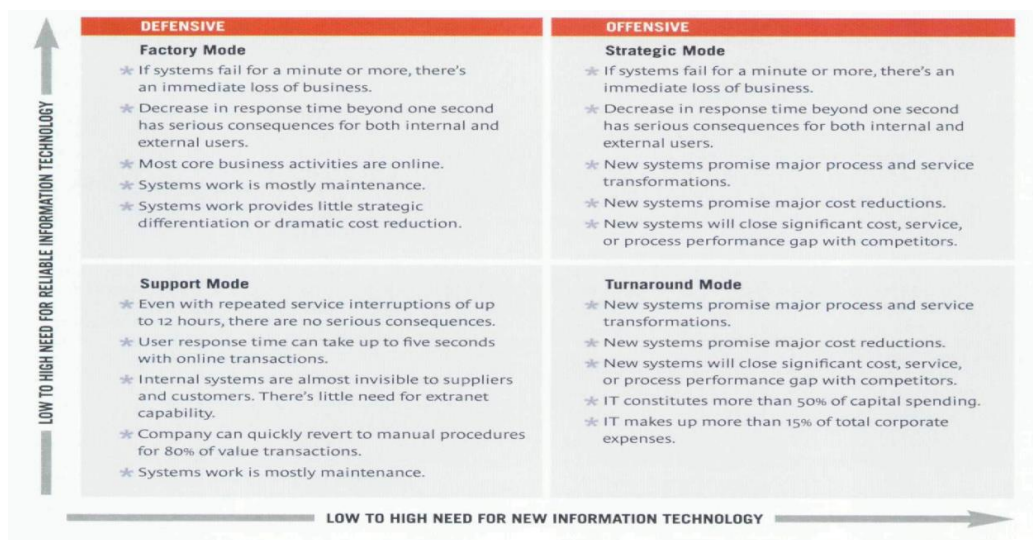 DEFENSIVE
Factory Mode
* If systems fail for a minute or more, there's
an immediate loss of business.
* Decrease in response time beyond one second
has serious consequences for both internal and
external users.
* Most core business activities are online.
* Systems work is mostly maintenance.
* Systems work provides little strategic
differentiation or dramatic cost reduction.
OFFENSIVE
Strategic Mode
* If systems fail for a minute or more, there's an
immediate loss of business.
* Decrease in response time beyond one second
has serious consequences for both internal and
external users.
* New systems promise major process and service
transformations.
* New systems promise major cost reductions.
* New systems will close significant cost, service,
or process performance gap with competitors.
Support Mode
* Even with repeated service interruptions of up
to 12 hours, there are no serious consequences.
* User response time can take up to five seconds
with online transactions.
* Internal systems are almost invisible to suppliers
and customers. There's little need for extranet
capability.
* Company can quickly revert to manual procedures
for 80% of value transactions.
* Systems work is mostly maintenance.
Turnaround Mode
* New systems promise major process and service
transformations.
* New systems promise major cost reductions.
* New systems will close significant cost, service,
or process performance gap with competitors.
* IT constitutes more than 50% of capital spending.
* IT makes up more than 15% of total corporate
expenses.
LOW TO HIGH NEED FOR RELIABLE INFORMATION TECHNOLOGY
LOW TO HIGH NEED FOR NEW INFORMATION TECHNOLOGY